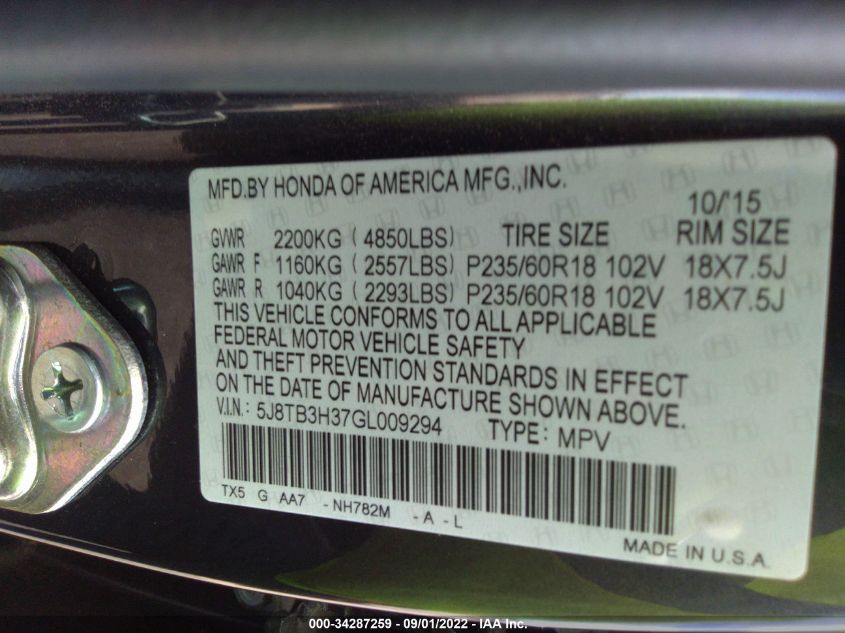 MFD.BY HONDA OF AMERICA MFG.,INC.
10/'15
GVWR 2200KG (4850LBS) TIRE SIZE RIM SIZE
GAWR F 1160KG (2557LBS) P235/60R18 102V 18X7.5J
GAWR R 1040KG (2293LBS) P235/60R18 102V 18X7.5J
THIS VEHICLE CONFORMS TO ALL APPLICABLE
FEDERAL MOTOR VEHICLE SAFETY
AND THEFT PREVENTION STANDARDS IN EFFECT
ON THE DATE OF MANUFACTURE SHOWN ABOVE.
V.I.N.: 5J8TB3H37GL009294 TYPE: MPV
TX5 G AA7 -NH782M -A-L
MADE IN U.S.A.
000-34287259 - 09/01/2022 - IAA Inc.